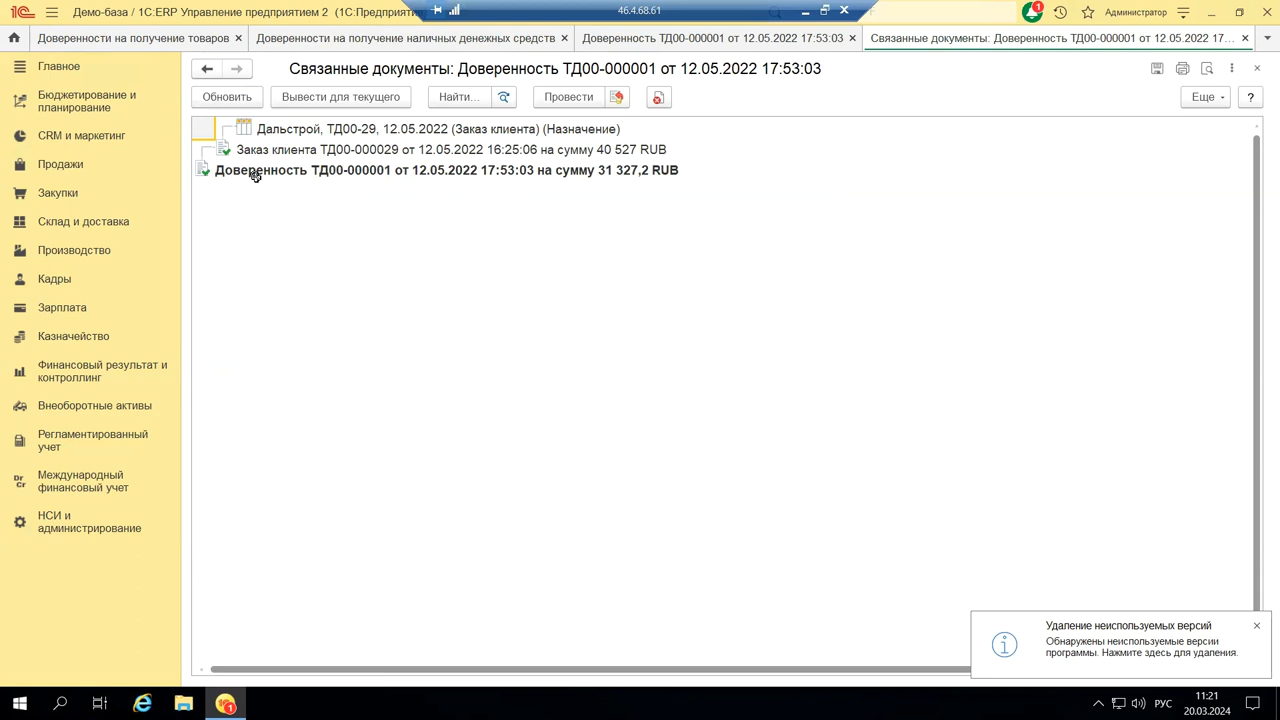 Демо-база / 1С:ERP Управление предприятием 2 (1С:Предприяти
46.4.68.61
1
Администратор
Доверенности на получение товаров
Доверенности на получение наличных денежных средств
Доверенность ТД00-000001 от 12.05.2022 17:53:03
Связанные документы: Доверенность ТД00-000001 от 12.05.2022 17...
Главное
Бюджетирование и
планирование
CRM и маркетинг
Продажи
Закупки
Склад и доставка
Производство
Кадры
Зарплата
Казначейство
Финансовый результат и
контроллинг
Внеоборотные активы
Регламентированный
учет
Dr
Cr
Международный
финансовый учет
НСИ и
администрирование
Связанные документы: Доверенность ТД00-000001 от 12.05.2022 17:53:03
Обновить
Вывести для текущего
Найти...
Провести
Еще
?
Дальстрой, ТД00-29, 12.05.2022 (Заказ клиента) (Назначение)
Заказ клиента ТД00-000029 от 12.05.2022 16:25:06 на сумму 40 527 RUB
Доверенность ТД00-000001 от 12.05.2022 17:53:03 на сумму 31 327,2 RUB
Удаление неиспользуемых версий
Обнаружены неиспользуемые версии
программы. Нажмите здесь для удаления.
1
РУС
11:21
20.03.2024